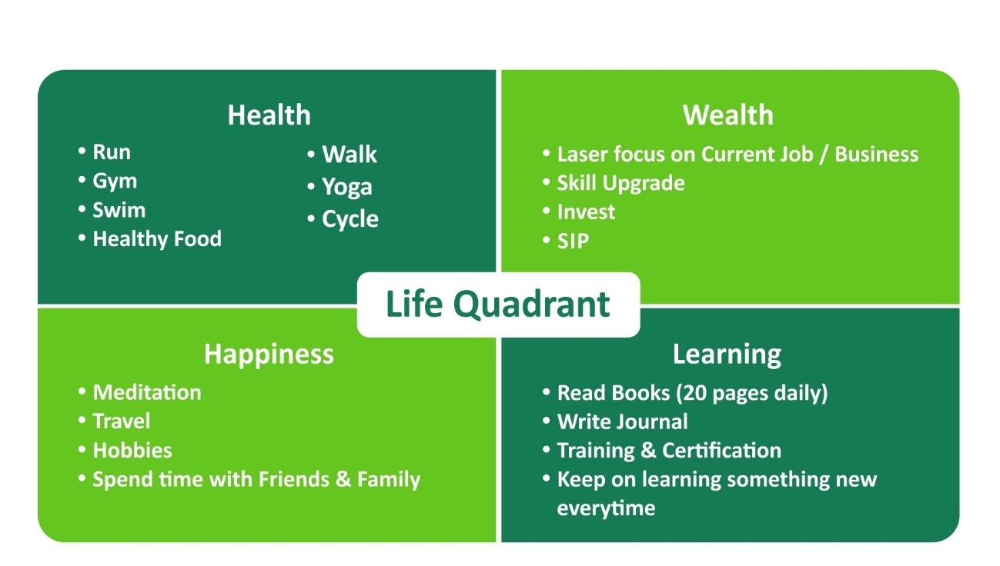 Health
• Run
• Gym
• Swim
• Healthy Food
• Walk
• Yoga
• Cycle
Wealth
• Laser focus on Current Job / Business
• Skill Upgrade
• Invest
• SIP
Life Quadrant
Happiness
• Meditation
• Travel
• Hobbies
• Spend time with Friends & Family
Learning
• Read Books (20 pages daily)
• Write Journal
• Training & Certification
• Keep on learning something new
everytime